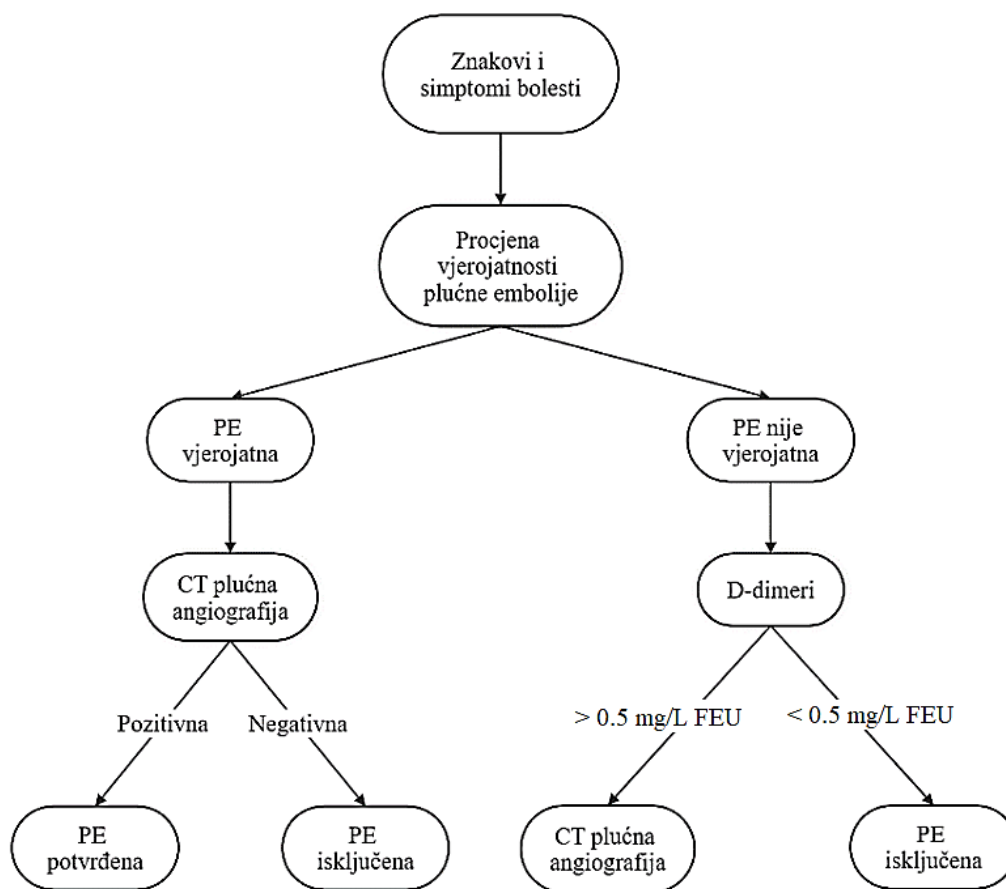 Znakovi i
simptomi bolesti
Procjena
vjerojatnosti
plućne embolije
PE
vjerojatna
PE nije
vjerojatna
CT plućna
angiografija
D-dimeri
Pozitivna
Negativna
> 0.5 mg/L FEU
< 0.5 mg/L FEU
PE
potvrđena
PE
isključena
CT plućna
angiografija
PE
isključena